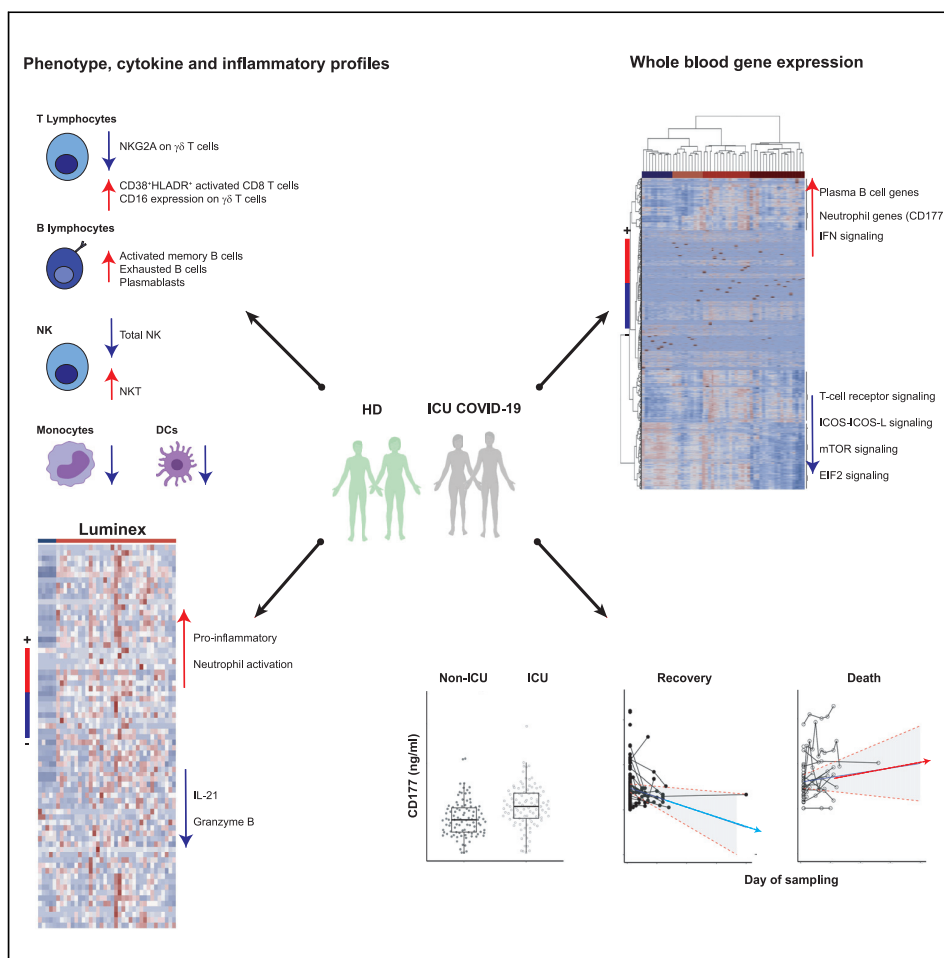 Phenotype, cytokine and inflammatory profiles
T Lymphocytes
NKG2A on γδ T cells
CD38⁺HLADR⁺ activated CD8 T cells
CD16 expression on γδ T cells
B lymphocytes
Activated memory B cells
Exhausted B cells
Plasmablasts
NK
Total NK
NKT
Monocytes
DCs
Luminex
+
-
Pro-inflammatory
Neutrophil activation
IL-21
Granzyme B
HD
ICU COVID-19
Whole blood gene expression
+
-
Plasma B cell genes
Neutrophil genes (CD177
IFN signaling
T-cell receptor signaling
ICOS-ICOS-L signaling
mTOR signaling
EIF2 signaling
Non-ICU
ICU
Recovery
Death
CD177 (ng/ml)
Day of sampling